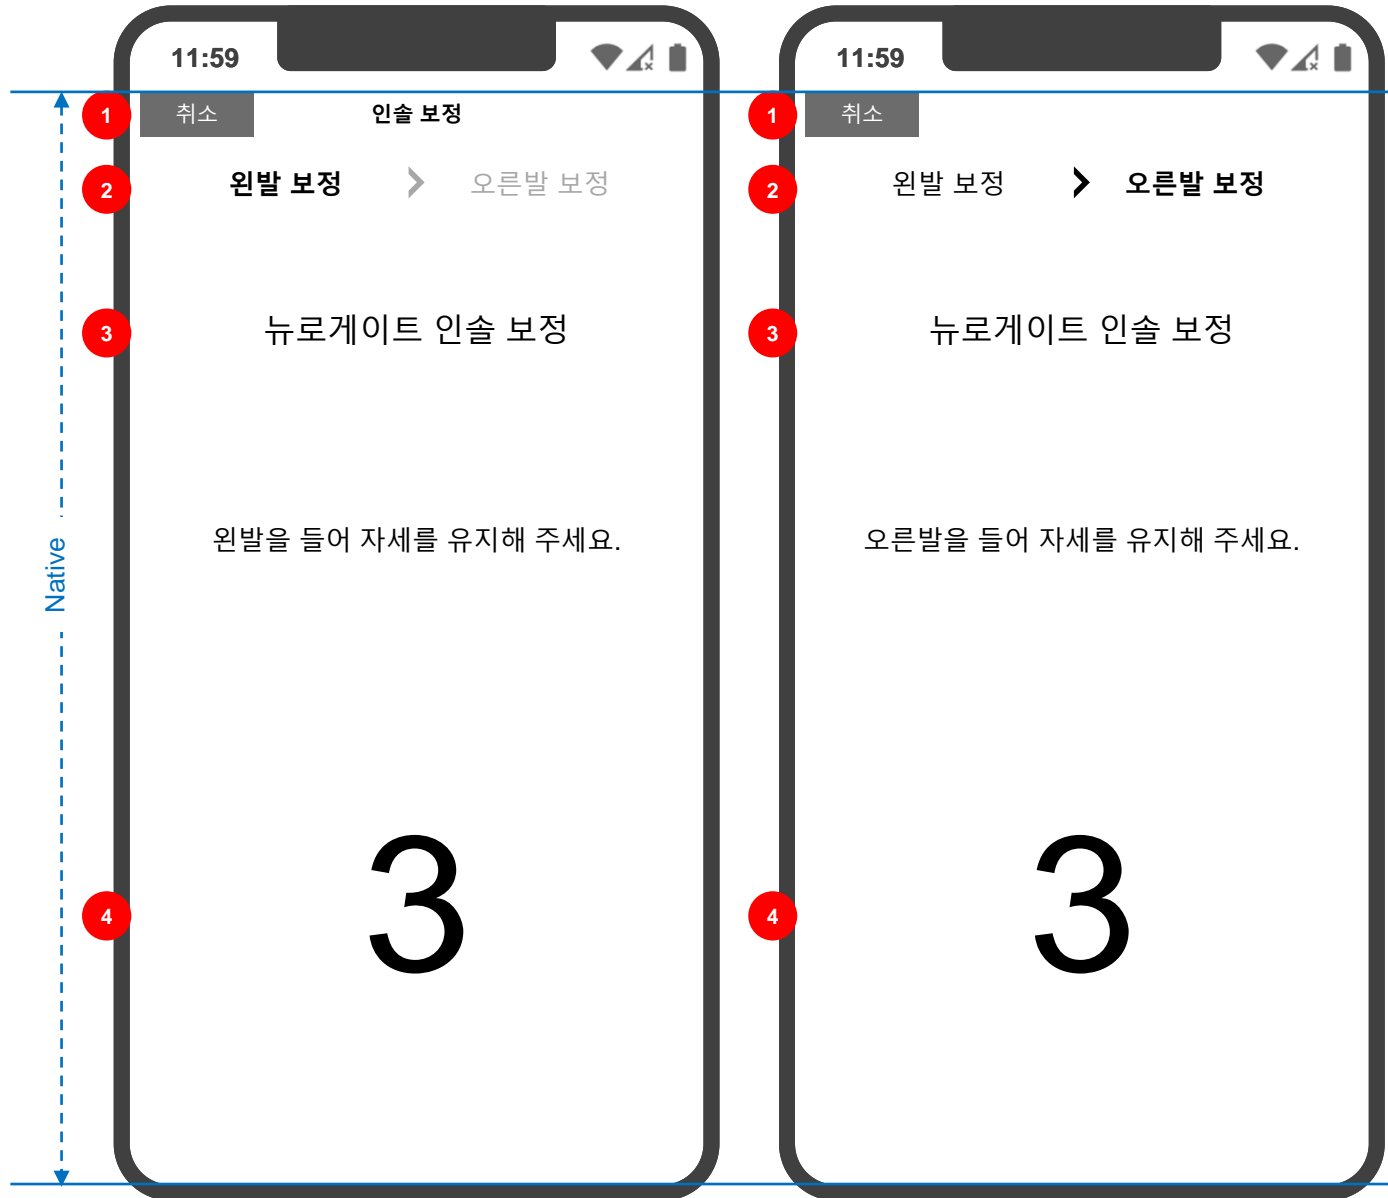 11:59
1
취소
인솔 보정
2
왼발 보정
오른발 보정
3
뉴로게이트 인솔 보정
왼발을 들어 자세를 유지해 주세요.
Native
4
3
11:59
1
취소
2
왼발 보정
오른발 보정
3
뉴로게이트 인솔 보정
오른발을 들어 자세를 유지해 주세요.
4
3